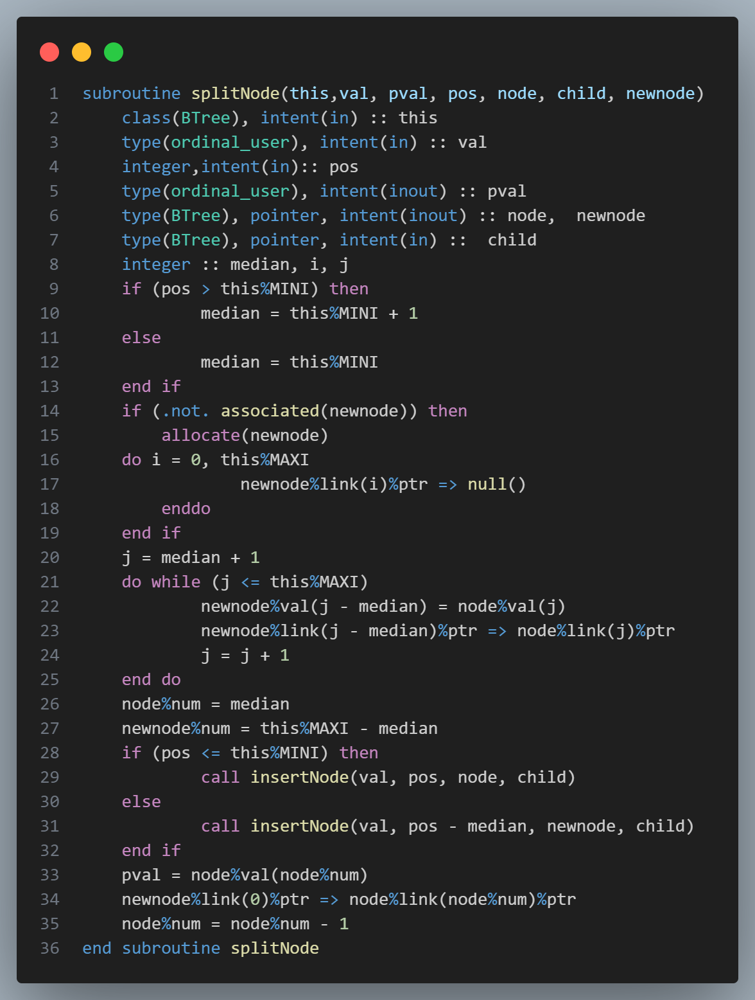 1 subroutine splitNode(this,val, pval, pos, node, child, newnode)
2     class(BTree), intent(in) :: this
3     type(ordinal_user), intent(in) :: val
4     integer,intent(in):: pos
5     type(ordinal_user), intent(inout) :: pval
6     type(BTree), pointer, intent(inout) :: node,  newnode
7     type(BTree), pointer, intent(in) ::  child
8     integer :: median, i, j
9     if (pos > this%MINI) then
10             median = this%MINI + 1
11     else
12             median = this%MINI
13     end if
14     if (.not. associated(newnode)) then
15         allocate(newnode)
16     do i = 0, this%MAXI
17                 newnode%link(i)%ptr => null()
18         enddo
19     end if
20     j = median + 1
21     do while (j <= this%MAXI)
22             newnode%val(j - median) = node%val(j)
23             newnode%link(j - median)%ptr => node%link(j)%ptr
24             j = j + 1
25     end do
26     node%num = median
27     newnode%num = this%MAXI - median
28     if (pos <= this%MINI) then
29             call insertNode(val, pos, node, child)
30     else
31             call insertNode(val, pos - median, newnode, child)
32     end if
33     pval = node%val(node%num)
34     newnode%link(0)%ptr => node%link(node%num)%ptr
35     node%num = node%num - 1
36 end subroutine splitNode